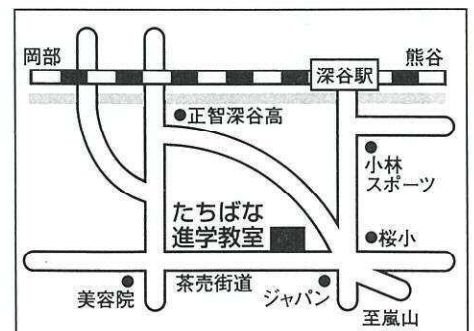 岡部
熊谷
深谷駅
正智深谷高
小林
スポーツ
たちばな
進学教室
桜小
茶売街道
美容院
ジャパン
至嵐山